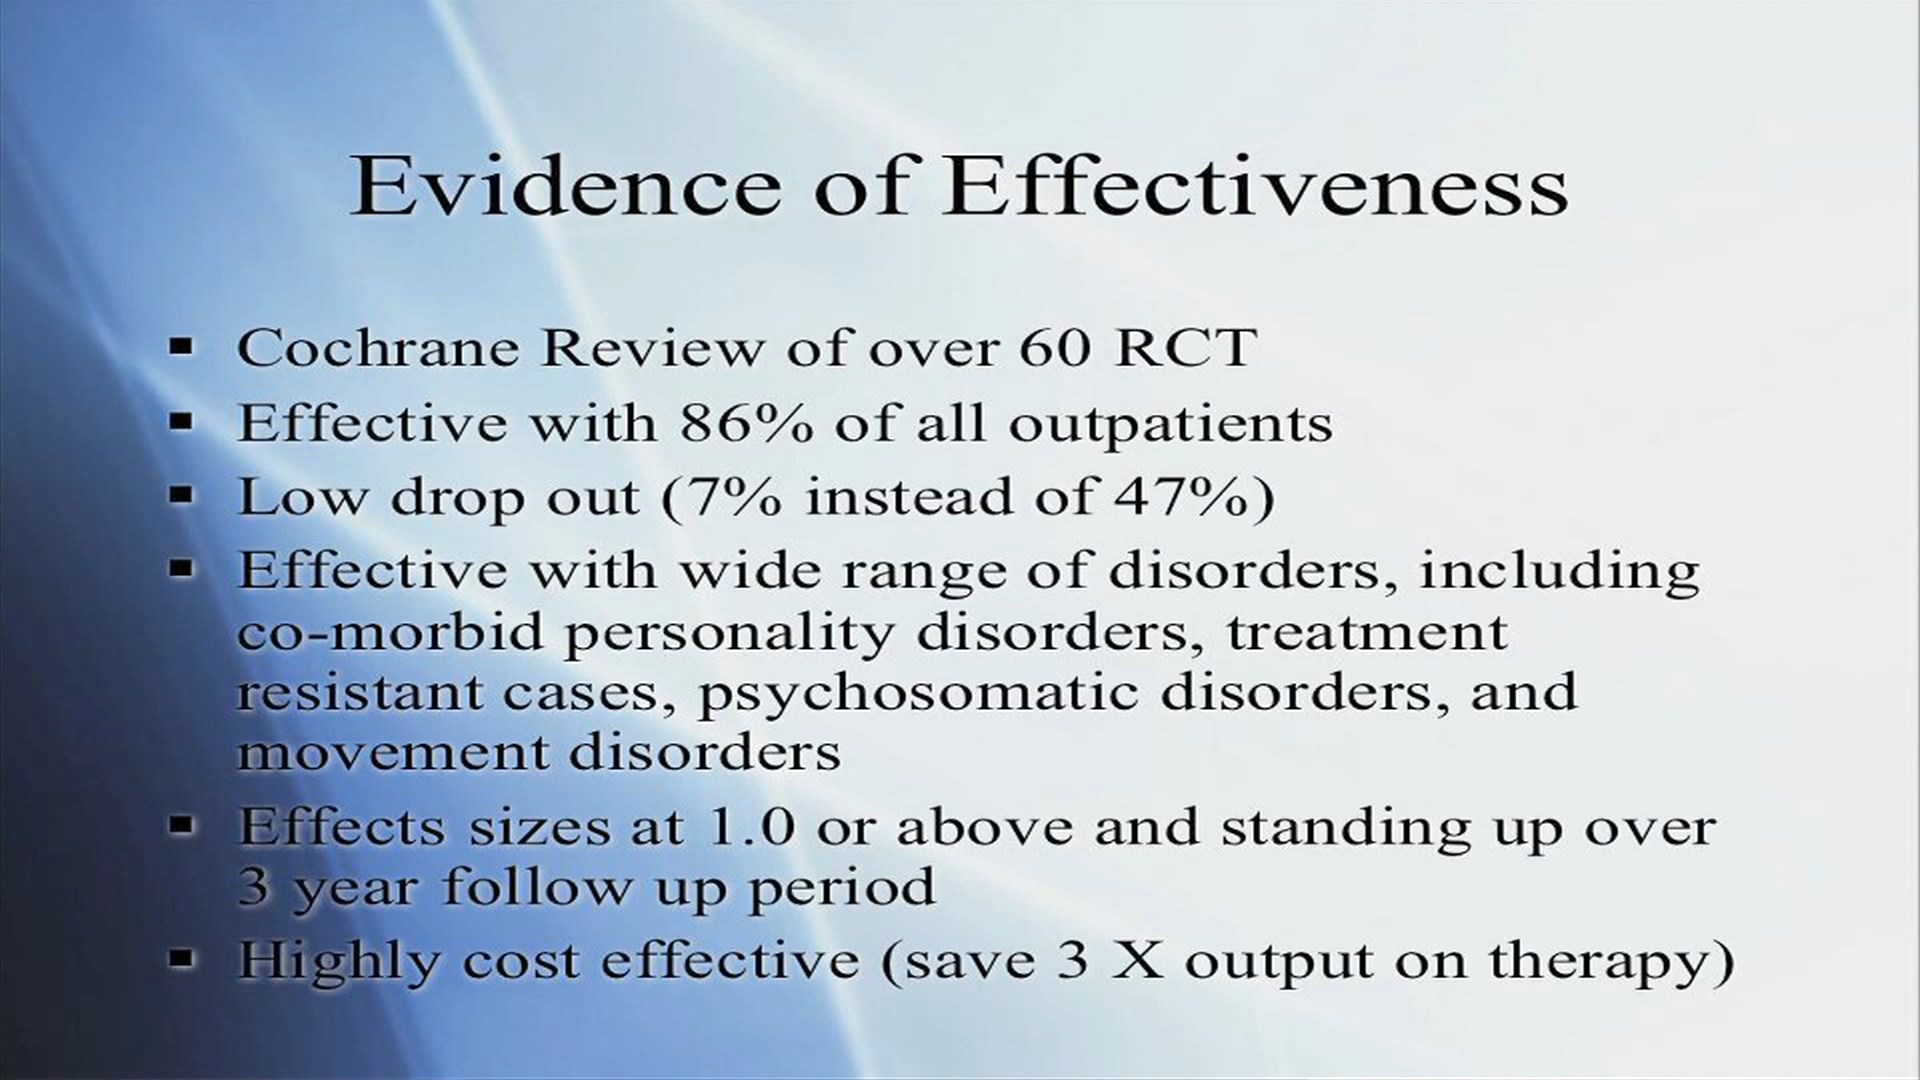 Evidence of Effectiveness
▪ Cochrane Review of over 60 RCT
▪ Effective with 86% of all outpatients
▪ Low drop out (7% instead of 47%)
▪ Effective with wide range of disorders, including
co-morbid personality disorders, treatment
resistant cases, psychosomatic disorders, and
movement disorders
▪ Effects sizes at 1.0 or above and standing up over
3 year follow up period
▪ Highly cost effective (save 3 X output on therapy)